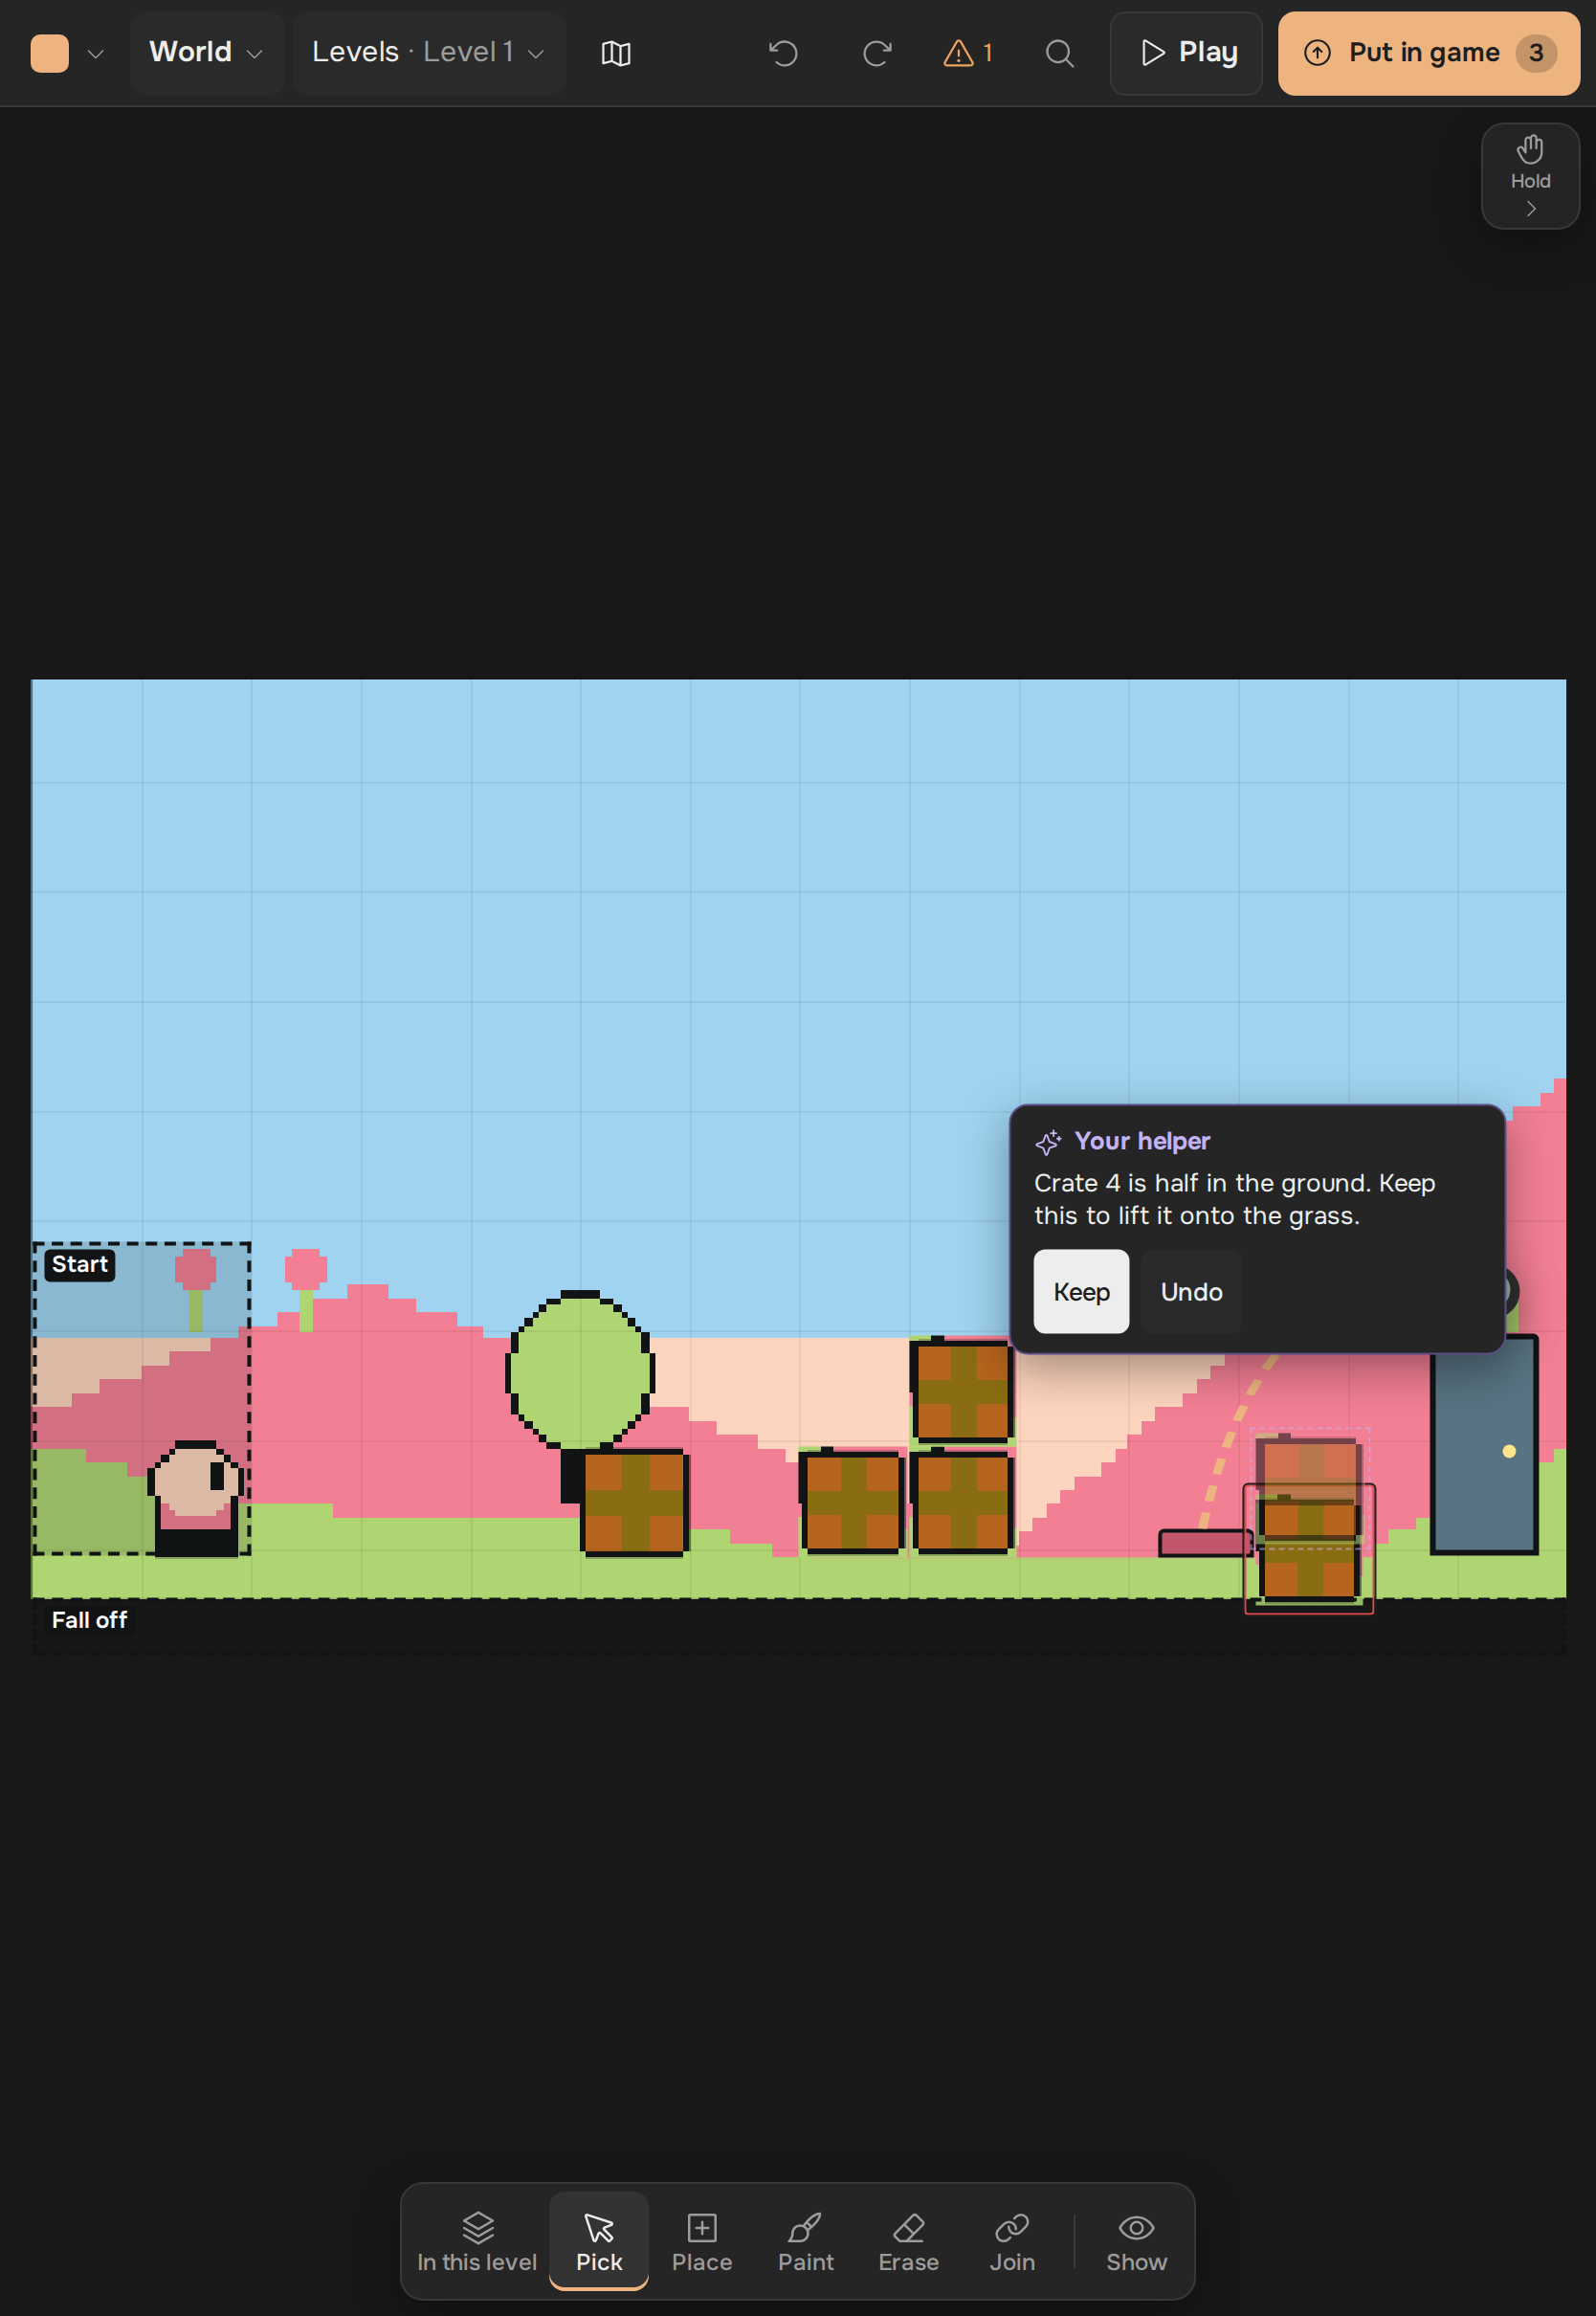 World
Levels · Level 1
1
Play
Put in game 3
Hold
Your helper
Crate 4 is half in the ground. Keep
this to lift it onto the grass.
Keep
Undo
Start
Fall off
In this level
Pick
Place
Paint
Erase
Join
Show